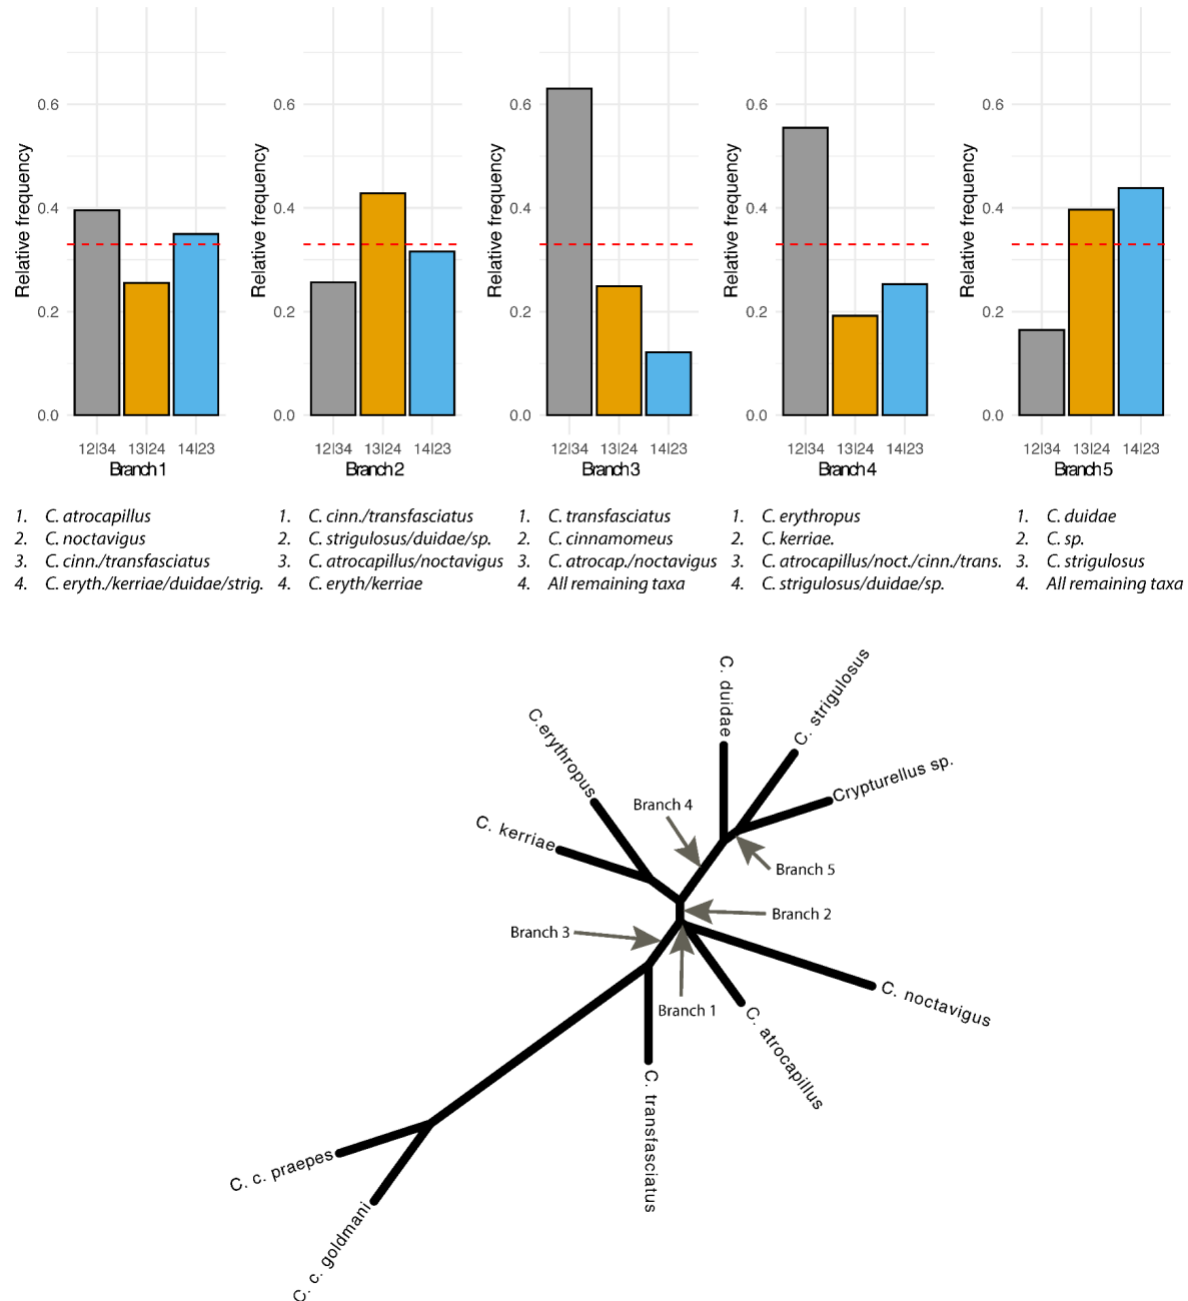 Relative frequency
0.6
0.4
0.2
0.0
12|34 13|24 14|23
Branch 1
Relative frequency
0.6
0.4
0.2
0.0
12|34 13|24 14|23
Branch 2
Relative frequency
0.6
0.4
0.2
0.0
12|34 13|24 14|23
Branch 3
Relative frequency
0.6
0.4
0.2
0.0
12|34 13|24 14|23
Branch 4
Relative frequency
0.6
0.4
0.2
0.0
12|34 13|24 14|23
Branch 5
1. C. atrocapillus
2. C. noctavigus
3. C. cinn./transfasciatus
4. C. eryth./kerriae/duidae/strig.
1. C. cinn./transfasciatus
2. C. strigulosus/duidae/sp.
3. C. atrocapillus/noctavigus
4. C. eryth/kerriae
1. C. transfasciatus
2. C. cinnamomeus
3. C. atrocap./noctavigus
4. All remaining taxa
1. C. erythropus
2. C. kerriae.
3. C. atrocapillus/noct./cinn./trans.
4. C. strigulosus/duidae/sp.
1. C. duidae
2. C. sp.
3. C. strigulosus
4. All remaining taxa
C. duidae
C. strigulosus
C.erythropus
Crypturellus sp.
Branch 4
C. kerriae
Branch 5
Branch 2
Branch 3
C. noctavigus
Branch 1
C. atrocapillus
C. transfasciatus
C. c. praepes
C. c. goldmani